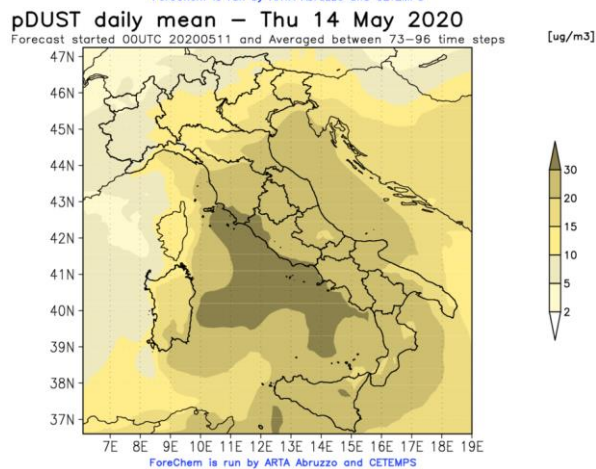 pDUST daily mean – Thu 14 May 2020
Forecast started 00UTC 20200511 and Averaged between 73–96 time steps
[ug/m3]
47N
46N
45N
44N
43N
42N
41N
40N
39N
38N
37N
7E 8E 9E 10E 11E 12E 13E 14E 15E 16E 17E 18E 19E
30
20
15
10
5
2
ForeChem is run by ARTA Abruzzo and CETEMPS